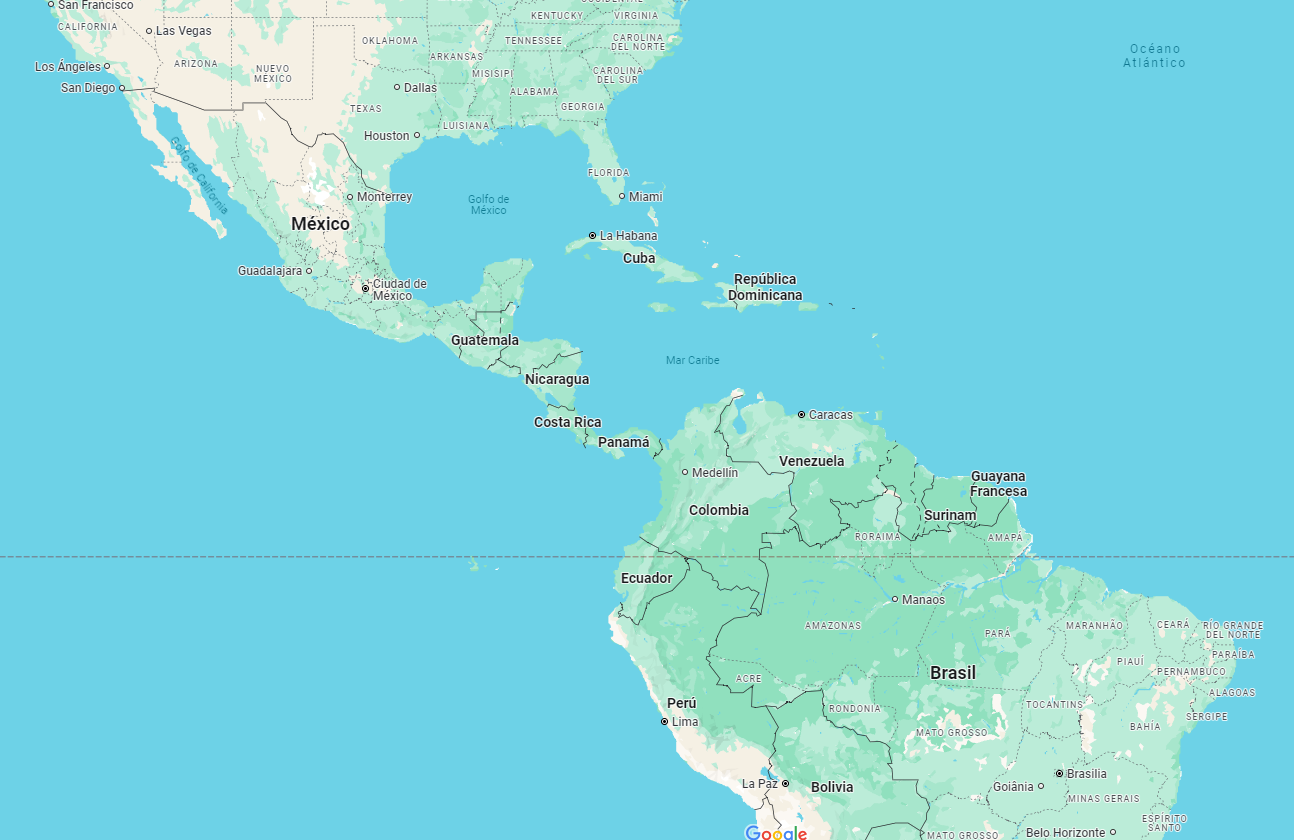 San Francisco
OCCIDENTAL
CALIFORNIA
KENTUCKY
VIRGINIA
Las Vegas
OKLAHOMA
TENNESSEE
CAROLINA
DEL NORTE
Océano
Atlántico
Los Ángeles
ARIZONA
NUEVO
MÉXICO
ARKANSAS
MISISIPI
CAROLINA
DEL SUR
San Diego
Dallas
ALABAMA
TEXAS
GEORGIA
Houston
LUISIANA
Golfo de California
FLORIDA
Monterrey
Golfo de
México
Miami
México
La Habana
Cuba
Guadalajara
Ciudad de
México
República
Dominicana
Guatemala
Mar Caribe
Nicaragua
Costa Rica
Caracas
Panamá
Venezuela
Medellín
Guayana
Francesa
Colombia
Surinam
RORAIMA
AMAPÁ
Ecuador
Manaos
AMAZONAS
PARÁ
MARANHÃO
CEARÁ
RÍO GRANDE
DEL NORTE
PARAÍBA
PIAUÍ
PERNAMBUCO
Brasil
ACRE
ALAGOAS
Perú
RONDONIA
TOCANTINS
SERGIPE
Lima
MATO GROSSO
BAHÍA
La Paz
Bolivia
Brasilia
Goiânia
MINAS GERAIS
ESPÍRITO
SANTO
Google
MATO GROSSO
Belo Horizonte